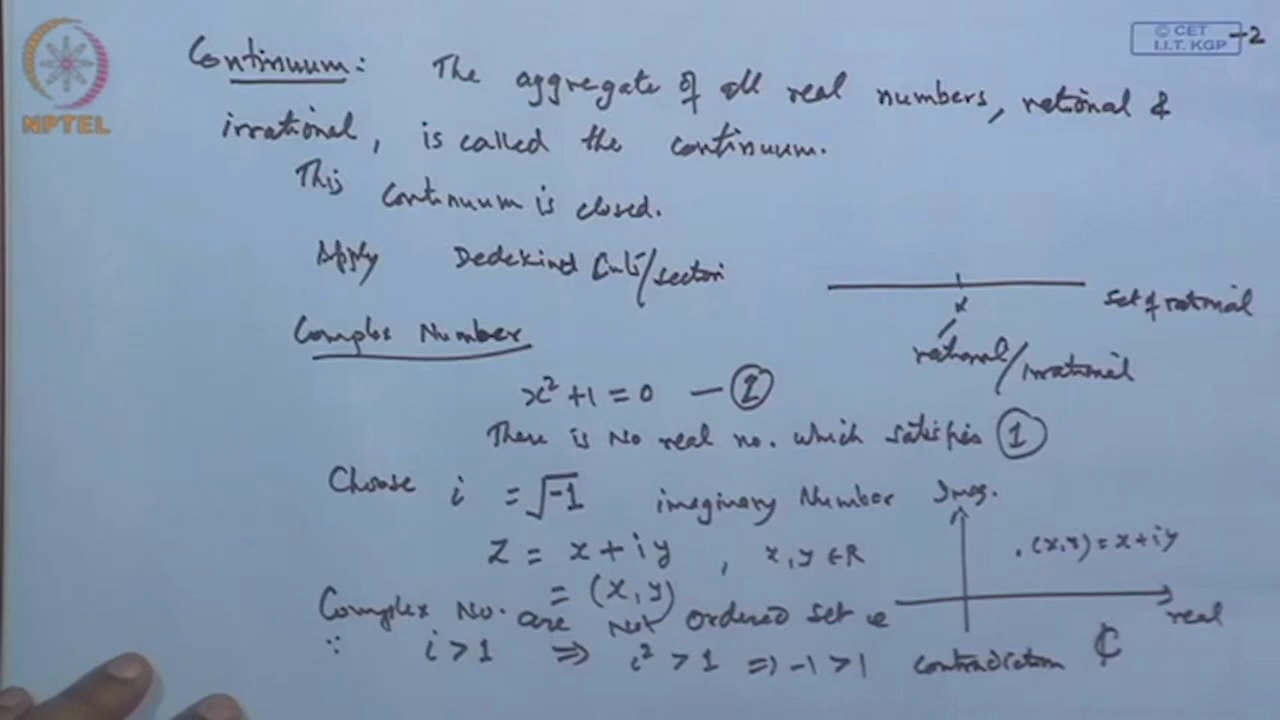 NPTEL
© CET
I.I.T. KGP
-2
Continuum: The aggregate of all real numbers, rational &
irrational, is called the continuum.
This continuum is closed.
Apply Dedekind Cuts/section
set of rational
x
rational/irrational
Complex Number
x² + 1 = 0 — ①
There is No real no. which satisfies ①
Choose i = √-1 imaginary Number
Imag.
Z = x + iy , x, y ∈ R
. (x, y) = x + iy
= (x, y)
real
Complex No. are Not ordered set
∵ i > 1 ⇒ i² > 1 ⇒ -1 > 1 contradiction
ℂ